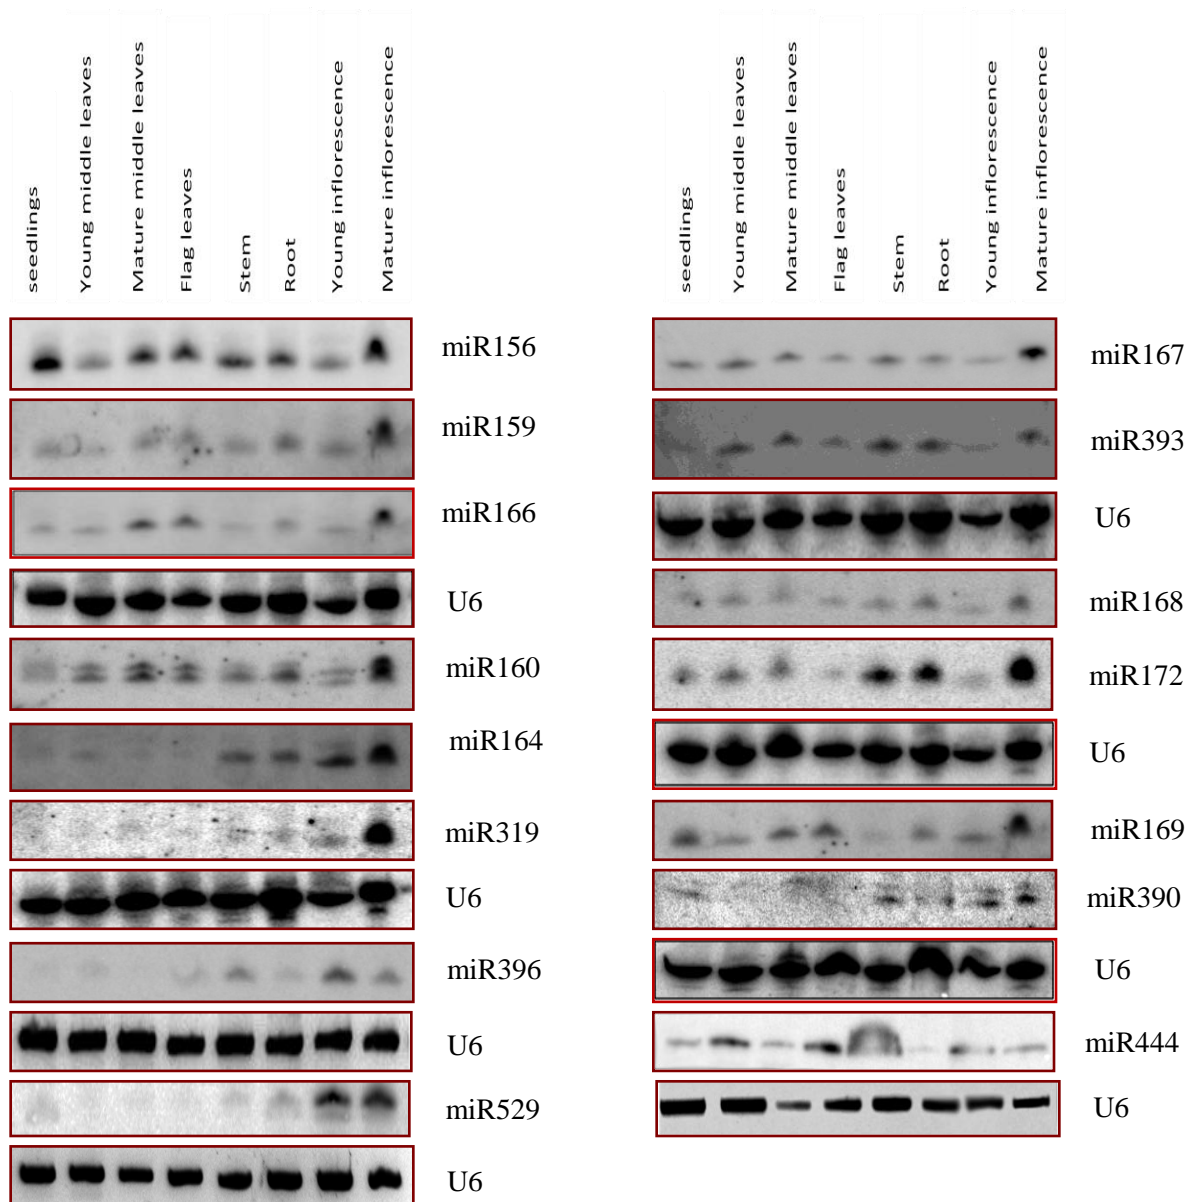 seedlings
Young middle leaves
Mature middle leaves
Flag leaves
Stem
Root
Young inflorescence
Mature inflorescence
miR156
miR159
miR166
U6
miR160
miR164
miR319
U6
miR396
U6
miR529
U6
seedlings
Young middle leaves
Mature middle leaves
Flag leaves
Stem
Root
Young inflorescence
Mature inflorescence
miR167
miR393
U6
miR168
miR172
U6
miR169
miR390
U6
miR444
U6